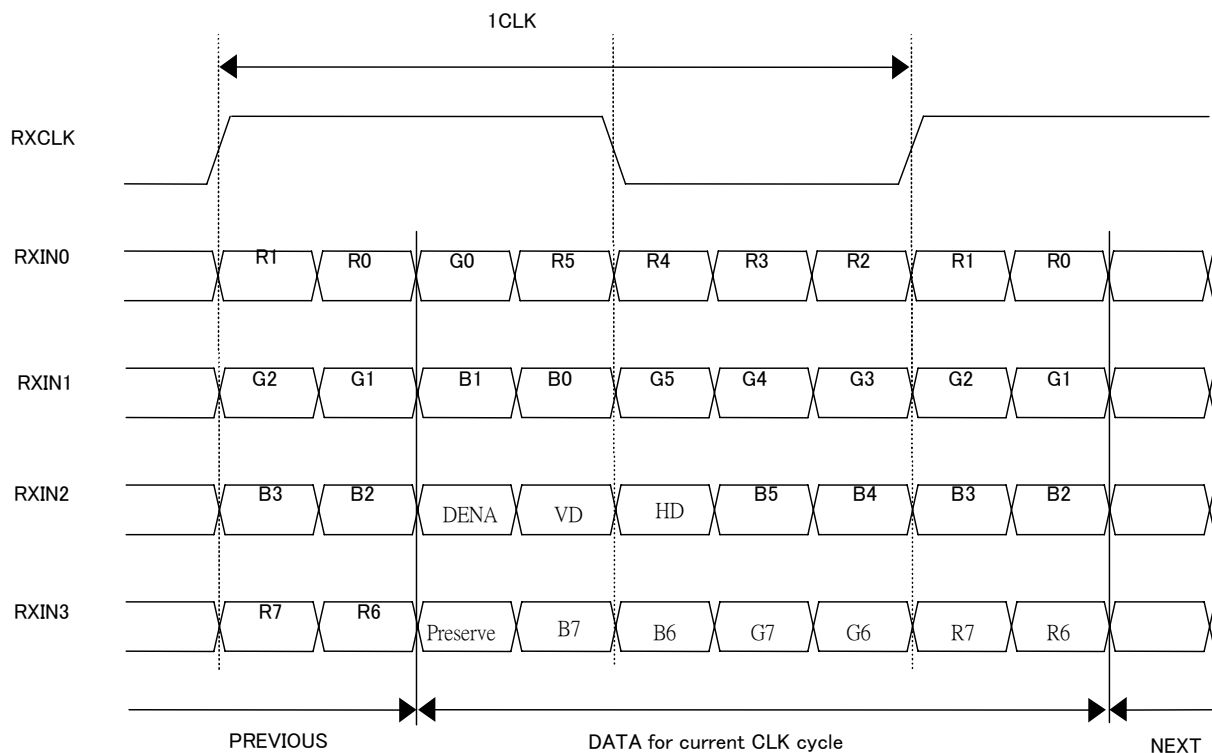 1CLK
RXCLK
RXIN0 R1 R0 G0 R5 R4 R3 R2 R1 R0
RXIN1 G2 G1 B1 B0 G5 G4 G3 G2 G1
RXIN2 B3 B2 DENA VD HD B5 B4 B3 B2
RXIN3 R7 R6 Preserve B7 B6 G7 G6 R7 R6
PREVIOUS DATA for current CLK cycle NEXT